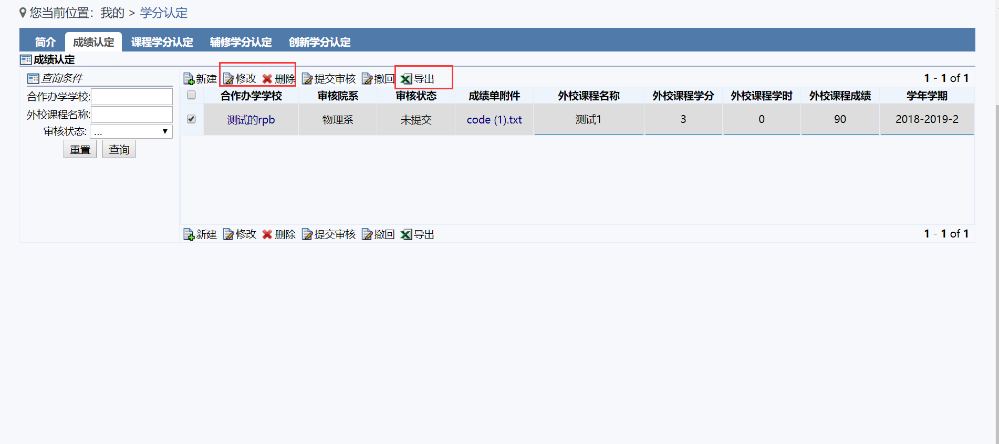 您当前位置：我的 > 学分认定
简介 成绩认定 课程学分认定 辅修学分认定 创新学分认定
成绩认定
查询条件
合作办学学校:
外校课程名称:
审核状态: ...
重置 查询
新建 修改 删除 提交审核 撤回 导出 1 - 1 of 1
合作办学学校 审核院系 审核状态 成绩单附件 外校课程名称 外校课程学分 外校课程学时 外校课程成绩 学年学期
测试的rpb 物理系 未提交 code (1).txt 测试1 3 0 90 2018-2019-2
新建 修改 删除 提交审核 撤回 导出 1 - 1 of 1